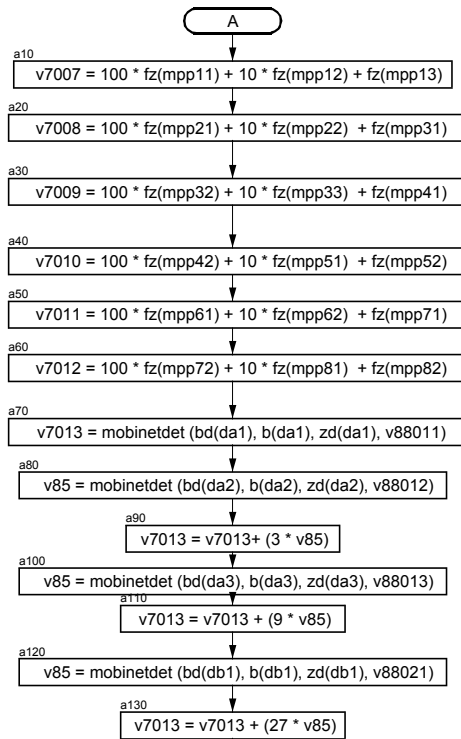 A
a10
v7007 = 100 * fz(mpp11) + 10 * fz(mpp12) + fz(mpp13)
a20
v7008 = 100 * fz(mpp21) + 10 * fz(mpp22) + fz(mpp31)
a30
v7009 = 100 * fz(mpp32) + 10 * fz(mpp33) + fz(mpp41)
a40
v7010 = 100 * fz(mpp42) + 10 * fz(mpp51) + fz(mpp52)
a50
v7011 = 100 * fz(mpp61) + 10 * fz(mpp62) + fz(mpp71)
a60
v7012 = 100 * fz(mpp72) + 10 * fz(mpp81) + fz(mpp82)
a70
v7013 = mobinetdet (bd(da1), b(da1), zd(da1), v88011)
a80
v85 = mobinetdet (bd(da2), b(da2), zd(da2), v88012)
a90
v7013 = v7013+ (3 * v85)
a100
v85 = mobinetdet (bd(da3), b(da3), zd(da3), v88013)
a110
v7013 = v7013 + (9 * v85)
a120
v85 = mobinetdet (bd(db1), b(db1), zd(db1), v88021)
a130
v7013 = v7013 + (27 * v85)